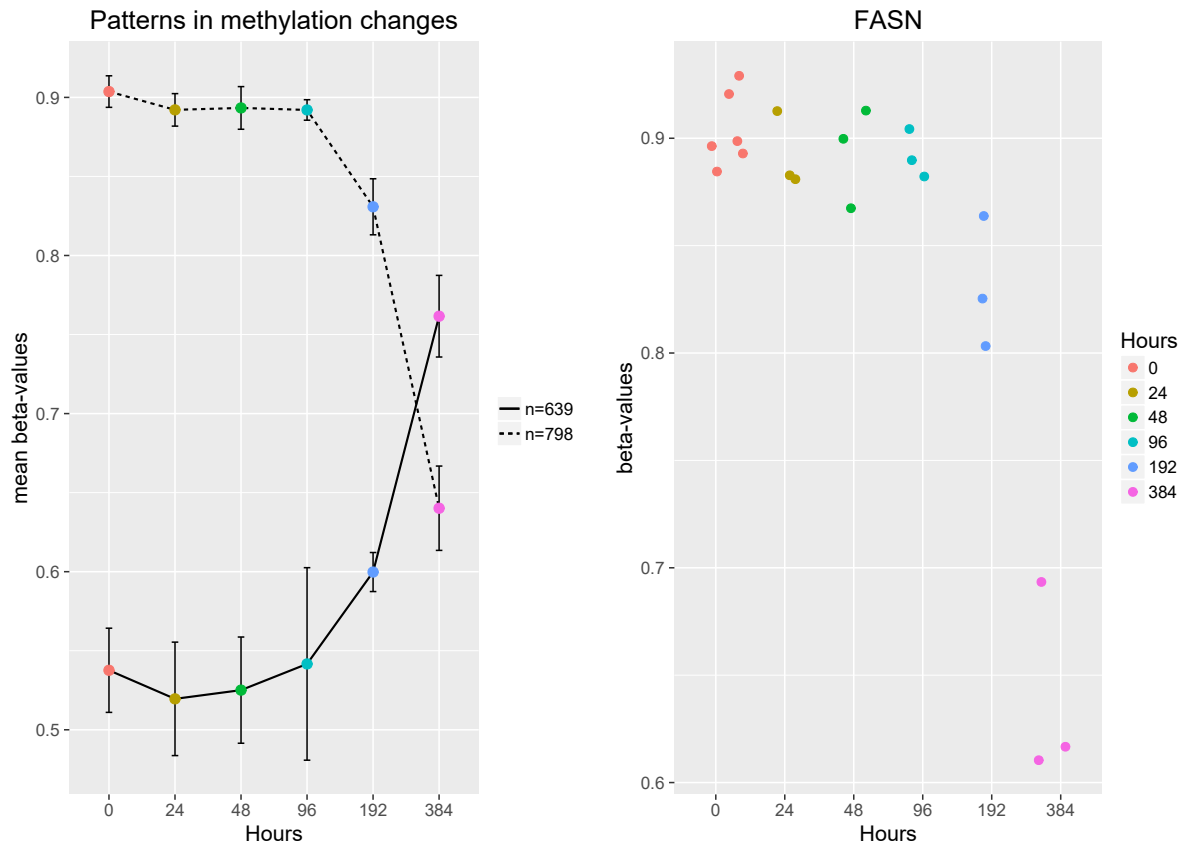 Patterns in methylation changes
mean beta-values
0.9
0.8
0.7
0.6
0.5
0 24 48 96 192 384
Hours
n=639
n=798
FASN
beta-values
0.9
0.8
0.7
0.6
0 24 48 96 192 384
Hours
Hours
0
24
48
96
192
384